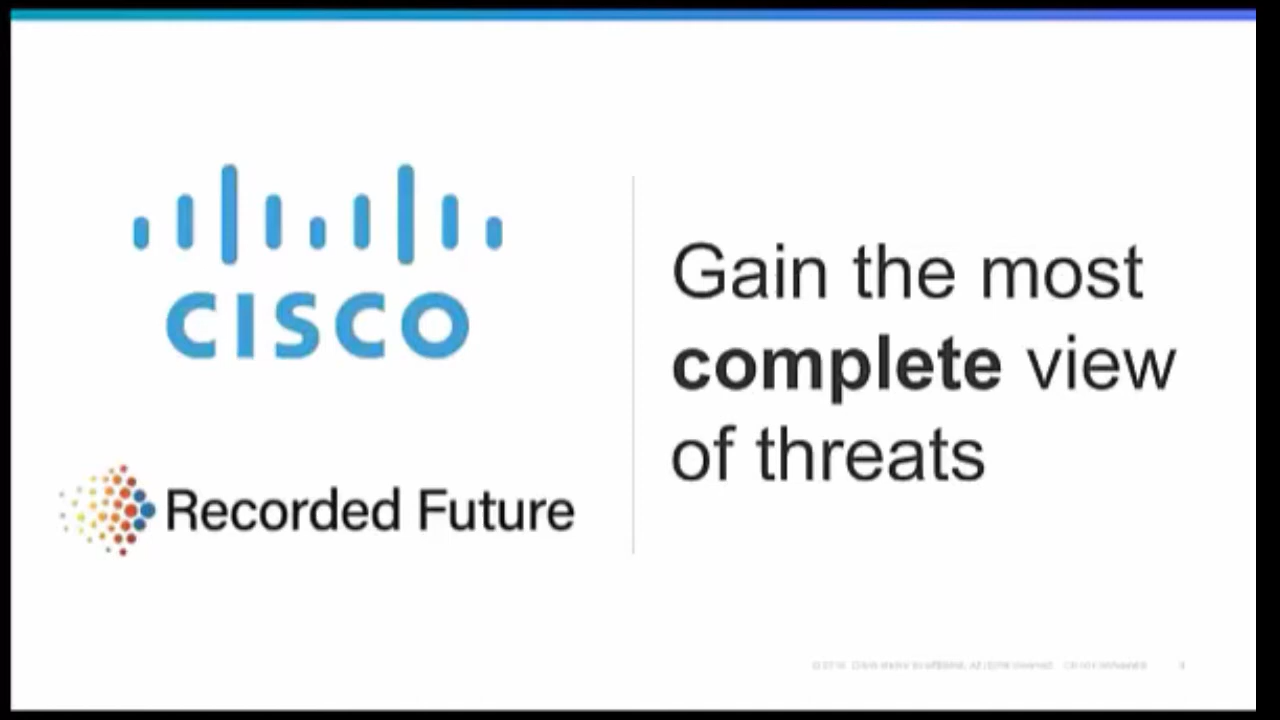 CISCO
Recorded Future
Gain the most
complete view
of threats